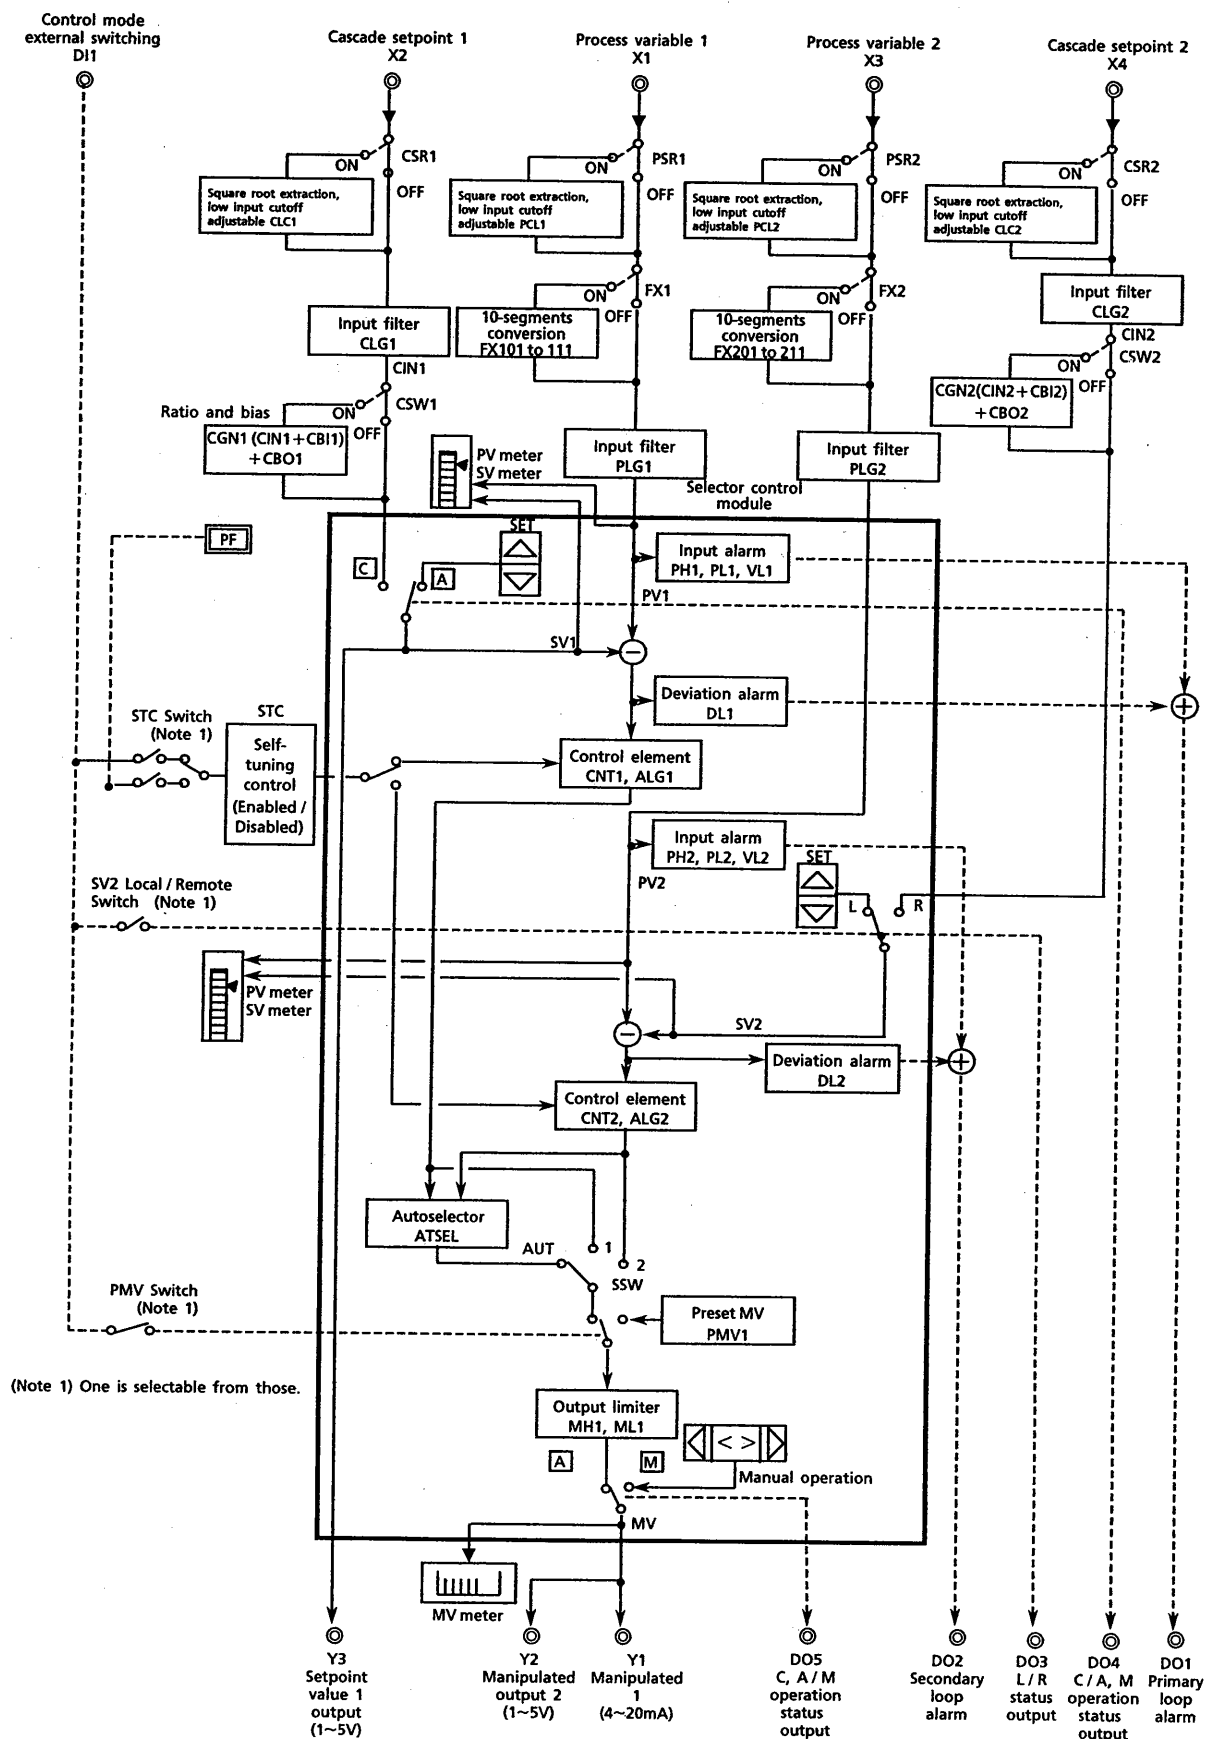 Control mode
external switching
DI1
Cascade setpoint 1
X2
Process variable 1
X1
Process variable 2
X3
Cascade setpoint 2
X4
ON
CSR1
OFF
Square root extraction,
low input cutoff
adjustable CLC1
ON
PSR1
OFF
Square root extraction,
low input cutoff
adjustable PCL1
ON
PSR2
OFF
Square root extraction,
low input cutoff
adjustable PCL2
ON
CSR2
OFF
Square root extraction,
low input cutoff
adjustable CLC2
Input filter
CLG1
ON
FX1
OFF
10-segments
conversion
FX101 to 111
ON
FX2
OFF
10-segments
conversion
FX201 to 211
Input filter
CLG2
CIN1
CSW1
ON
OFF
Ratio and bias
CGN1 (CIN1+CBI1)
+CBO1
CIN2
CSW2
ON
OFF
CGN2(CIN2+CBI2)
+CBO2
PV meter
SV meter
Input filter
PLG1
Input filter
PLG2
Selector control
module
PF
C
A
SET
Input alarm
PH1, PL1, VL1
PV1
SV1
−
Deviation alarm
DL1
+
STC Switch
(Note 1)
STC
Self-
tuning
control
(Enabled /
Disabled)
Control element
CNT1, ALG1
Input alarm
PH2, PL2, VL2
PV2
SET
L
R
SV2 Local / Remote
Switch (Note 1)
PV meter
SV meter
−
SV2
Deviation alarm
DL2
+
Control element
CNT2, ALG2
Autoselector
ATSEL
AUT
1
2
SSW
PMV Switch
(Note 1)
Preset MV
PMV1
(Note 1) One is selectable from those.
Output limiter
MH1, ML1
A
M
< >
Manual operation
MV
MV meter
Y3
Setpoint
value 1
output
(1~5V)
Y2
Manipulated
output 2
(1~5V)
Y1
Manipulated
1
(4~20mA)
DO5
C, A / M
operation
status
output
DO2
Secondary
loop
alarm
DO3
L / R
status
output
DO4
C / A, M
operation
status
output
DO1
Primary
loop
alarm